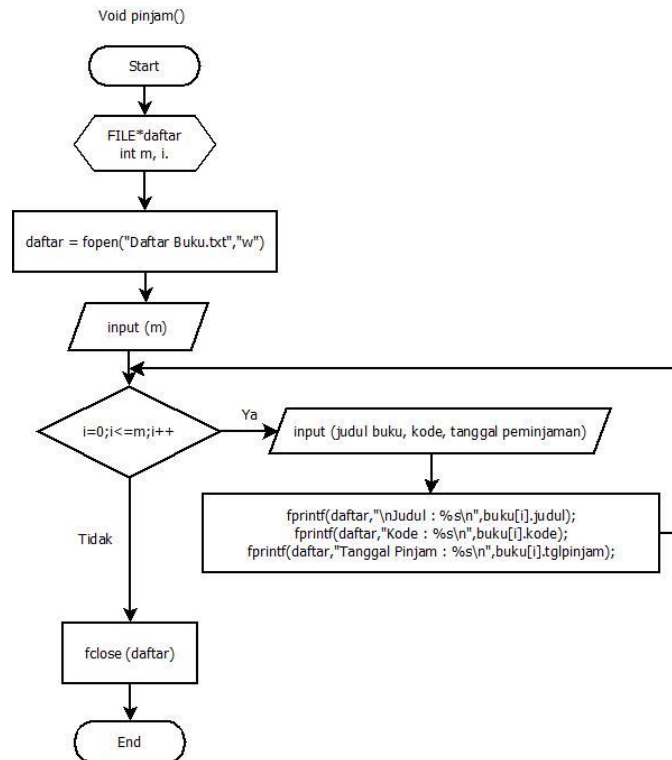 Void pinjam()
Start
FILE*daftar
int m, i.
daftar = fopen("Daftar Buku.txt","w")
input (m)
i=0;i<=m;i++
Ya
input (judul buku, kode, tanggal peminjaman)
fprintf(daftar,"\nJudul : %s\n",buku[i].judul);
fprintf(daftar,"Kode : %s\n",buku[i].kode);
fprintf(daftar,"Tanggal Pinjam : %s\n",buku[i].tglpinjam);
Tidak
fclose (daftar)
End